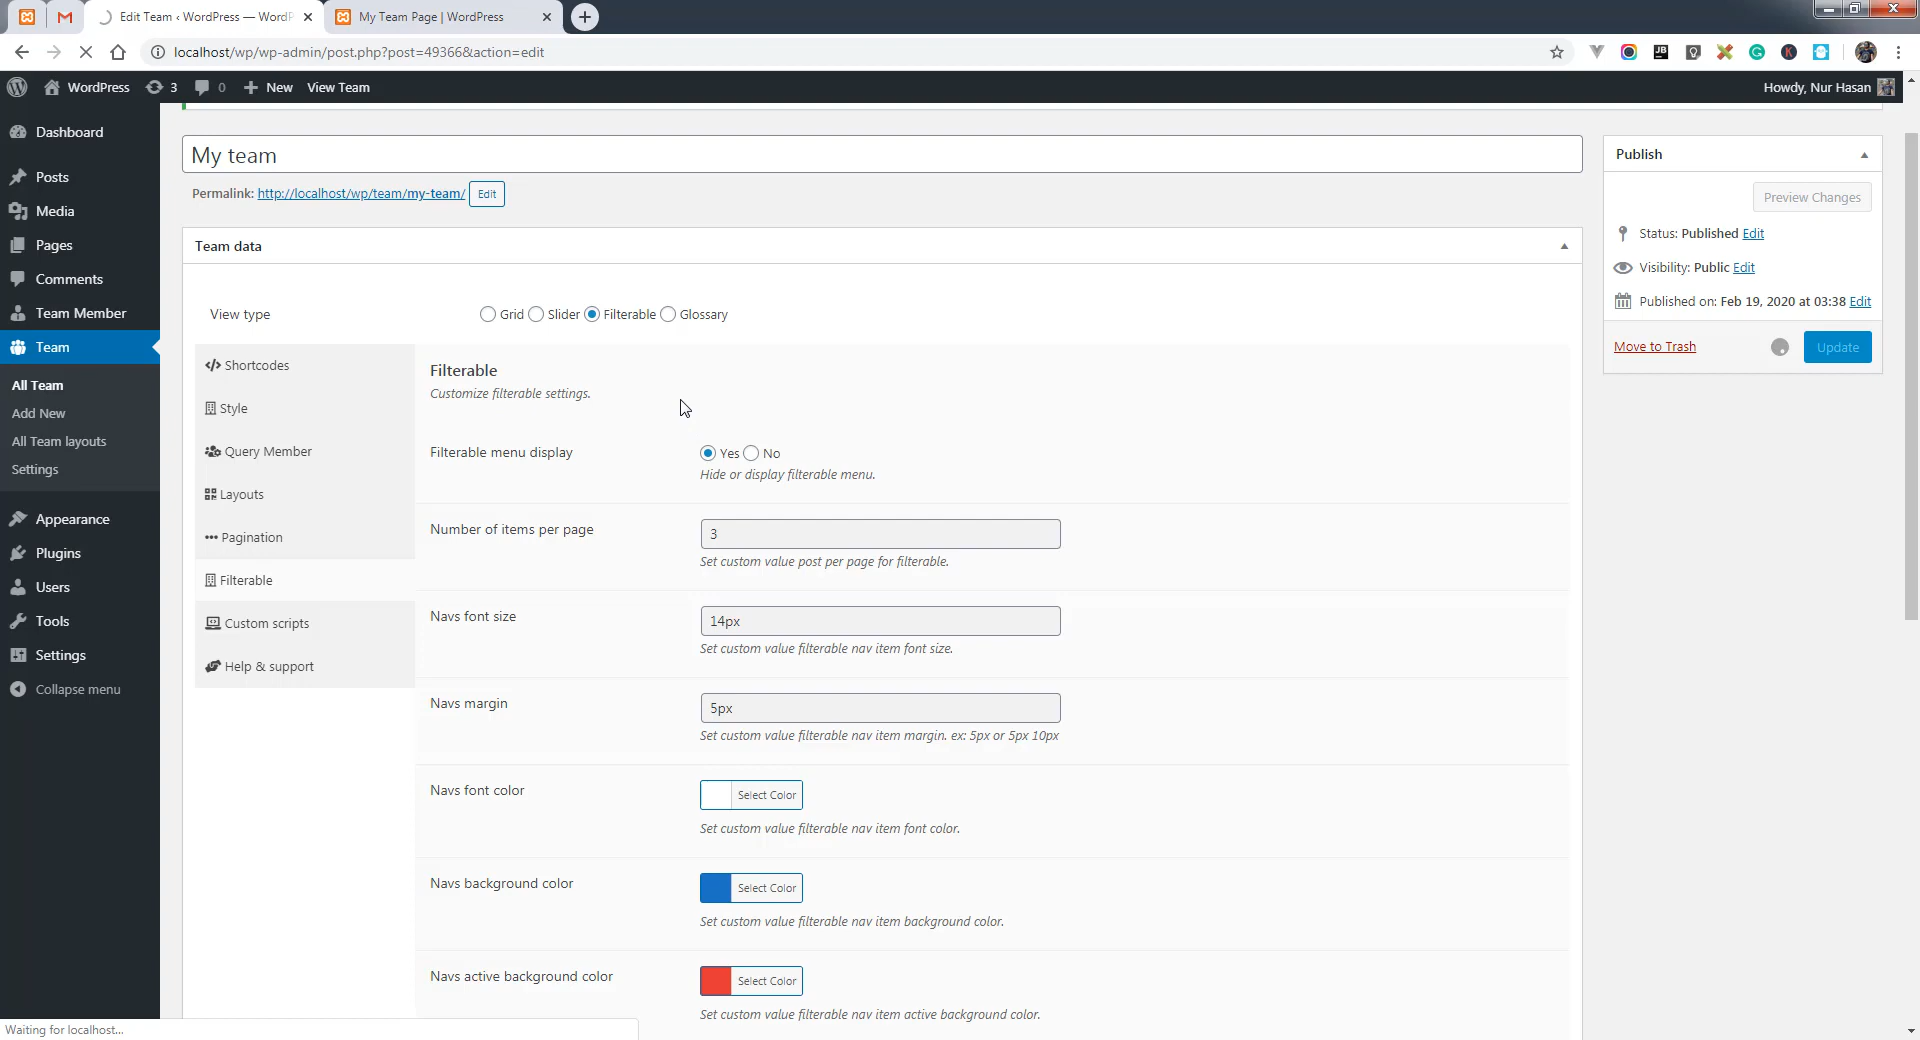 Edit Team ‹ WordPress — WordP
My Team Page | WordPress
localhost/wp/wp-admin/post.php?post=49366&action=edit
WordPress
3
0
New
View Team
Howdy, Nur Hasan
Dashboard
Posts
Media
Pages
Comments
Team Member
Team
All Team
Add New
All Team layouts
Settings
Appearance
Plugins
Users
Tools
Settings
Collapse menu
My team
Permalink: http://localhost/wp/team/my-team/ Edit
Team data
View type
Grid Slider Filterable Glossary
Shortcodes
Style
Query Member
Layouts
Pagination
Filterable
Custom scripts
Help & support
Filterable
Customize filterable settings.
Filterable menu display
Yes No
Hide or display filterable menu.
Number of items per page
3
Set custom value post per page for filterable.
Navs font size
14px
Set custom value filterable nav item font size.
Navs margin
5px
Set custom value filterable nav item margin. ex: 5px or 5px 10px
Navs font color
Select Color
Set custom value filterable nav item font color.
Navs background color
Select Color
Set custom value filterable nav item background color.
Navs active background color
Select Color
Set custom value filterable nav item active background color.
Publish
Preview Changes
Status: Published Edit
Visibility: Public Edit
Published on: Feb 19, 2020 at 03:38 Edit
Move to Trash
Update
Waiting for localhost...